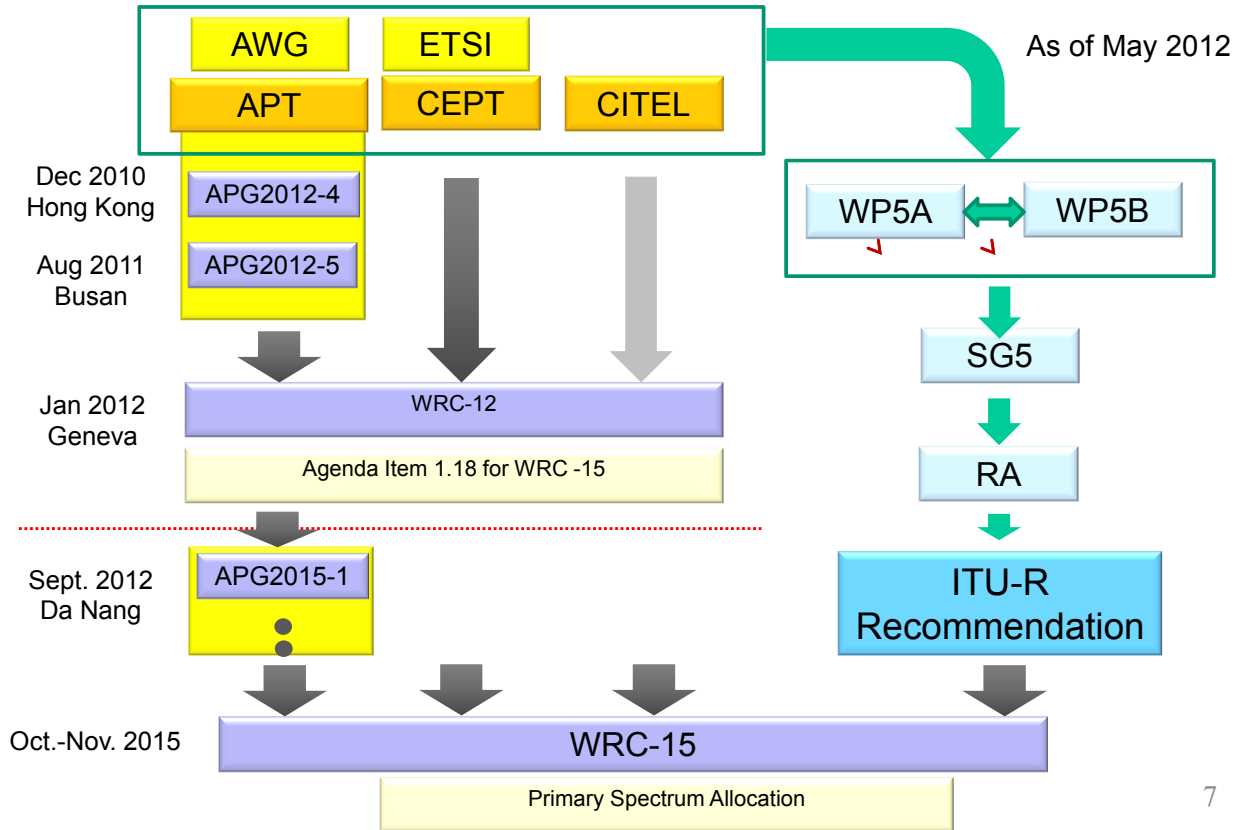 AWG
ETSI
As of May 2012
APT
CEPT
CITEL
Dec 2010
Hong Kong
APG2012-4
WP5A
WP5B
Aug 2011
Busan
APG2012-5
SG5
Jan 2012
Geneva
WRC-12
Agenda Item 1.18 for WRC -15
RA
Sept. 2012
Da Nang
APG2015-1
ITU-R
Recommendation
Oct.-Nov. 2015
WRC-15
Primary Spectrum Allocation
7